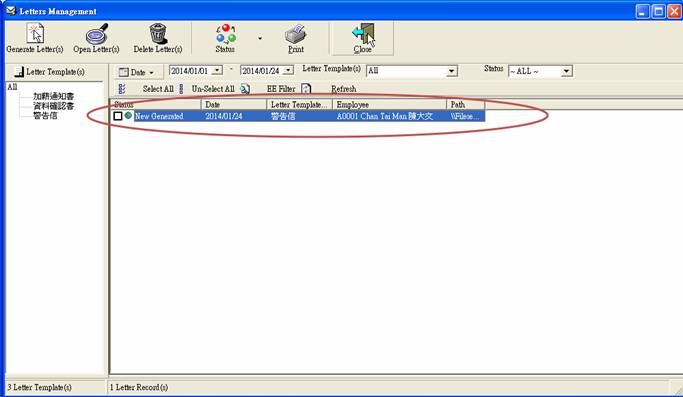 Letters Management
Generate Letter(s) Open Letter(s) Delete Letter(s) Status Print Close
Letter Template(s) Date 2014/01/01 - 2014/01/24 Letter Template(s) All Status ~ALL~
All Select All Un-Select All EE Filter Refresh
加薪通知書
資料確認書
警告信
Status Date Letter Template... Employee Path
New Generated 2014/01/24 警告信 A0001 Chan Tai Man 陳大文 \\Filese...
3 Letter Template(s) 1 Letter Record(s)